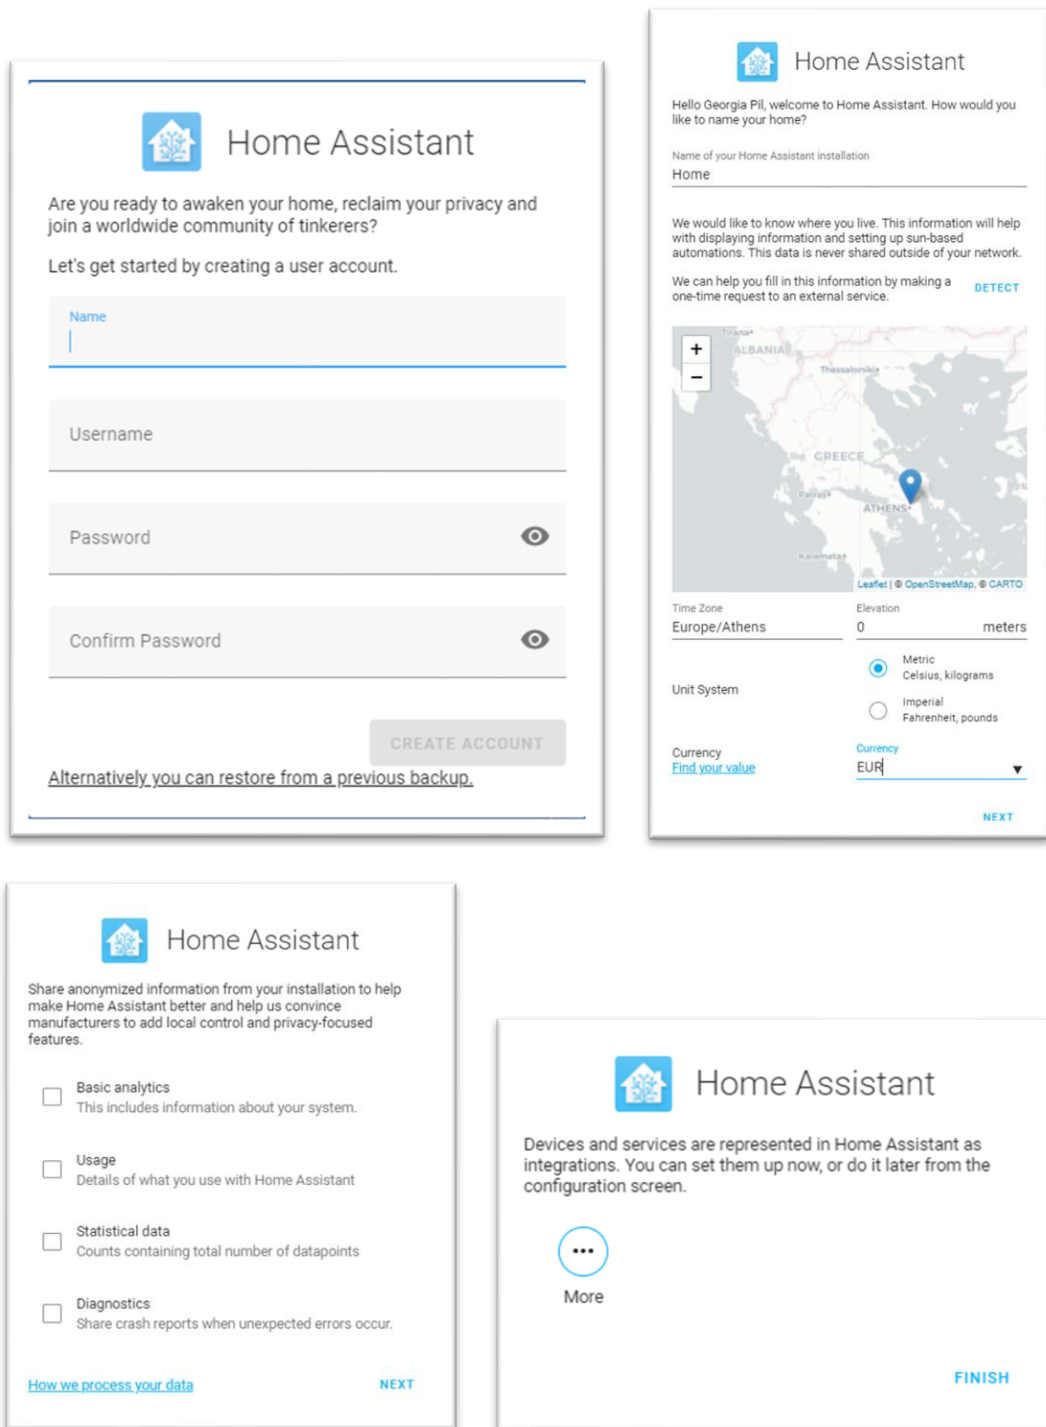 Home Assistant
Are you ready to awaken your home, reclaim your privacy and
join a worldwide community of tinkerers?
Let's get started by creating a user account.
Name
Username
Password
Confirm Password
CREATE ACCOUNT
Alternatively you can restore from a previous backup.
Home Assistant
Hello Georgia Pil, welcome to Home Assistant. How would you
like to name your home?
Name of your Home Assistant installation
Home
We would like to know where you live. This information will help
with displaying information and setting up sun-based
automations. This data is never shared outside of your network.
We can help you fill in this information by making a
one-time request to an external service.
DETECT
+
−
Tirana
ALBANIA
Thessaloniki
GREECE
Patras
ATHENS
Kalamata
Leaflet | © OpenStreetMap, © CARTO
Time Zone
Europe/Athens
Elevation
0 meters
Unit System
Metric
Celsius, kilograms
Imperial
Fahrenheit, pounds
Currency
Find your value
Currency
EUR
NEXT
Home Assistant
Share anonymized information from your installation to help
make Home Assistant better and help us convince
manufacturers to add local control and privacy-focused
features.
Basic analytics
This includes information about your system.
Usage
Details of what you use with Home Assistant
Statistical data
Counts containing total number of datapoints
Diagnostics
Share crash reports when unexpected errors occur.
How we process your data
NEXT
Home Assistant
Devices and services are represented in Home Assistant as
integrations. You can set them up now, or do it later from the
configuration screen.
More
FINISH